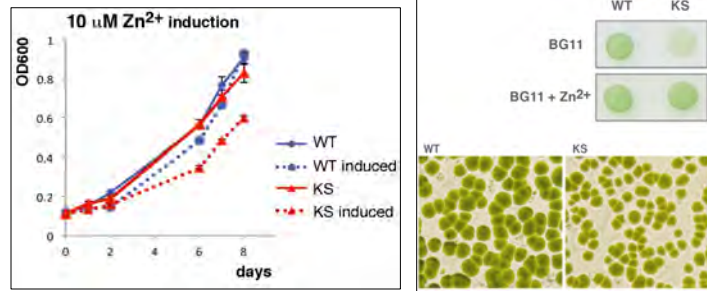 10 uM Zn2+ induction
OD600
1
0.8
0.6
0.4
0.2
0
0
2
4
6
8
days
WT
WT induced
KS
KS induced
WT KS
BG11
BG11 + Zn2+
WT KS